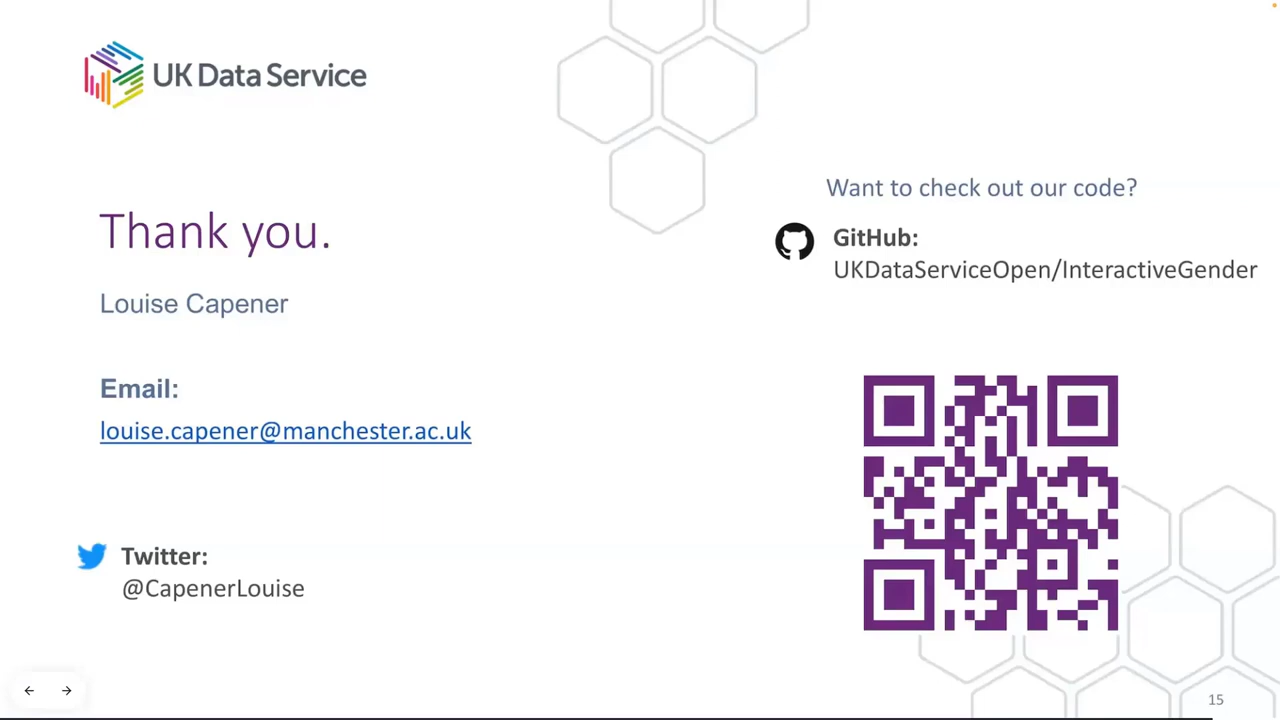 UK Data Service
Thank you.
Louise Capener
Email:
louise.capener@manchester.ac.uk
Twitter:
@CapenerLouise
Want to check out our code?
GitHub:
UKDataServiceOpen/InteractiveGender
15